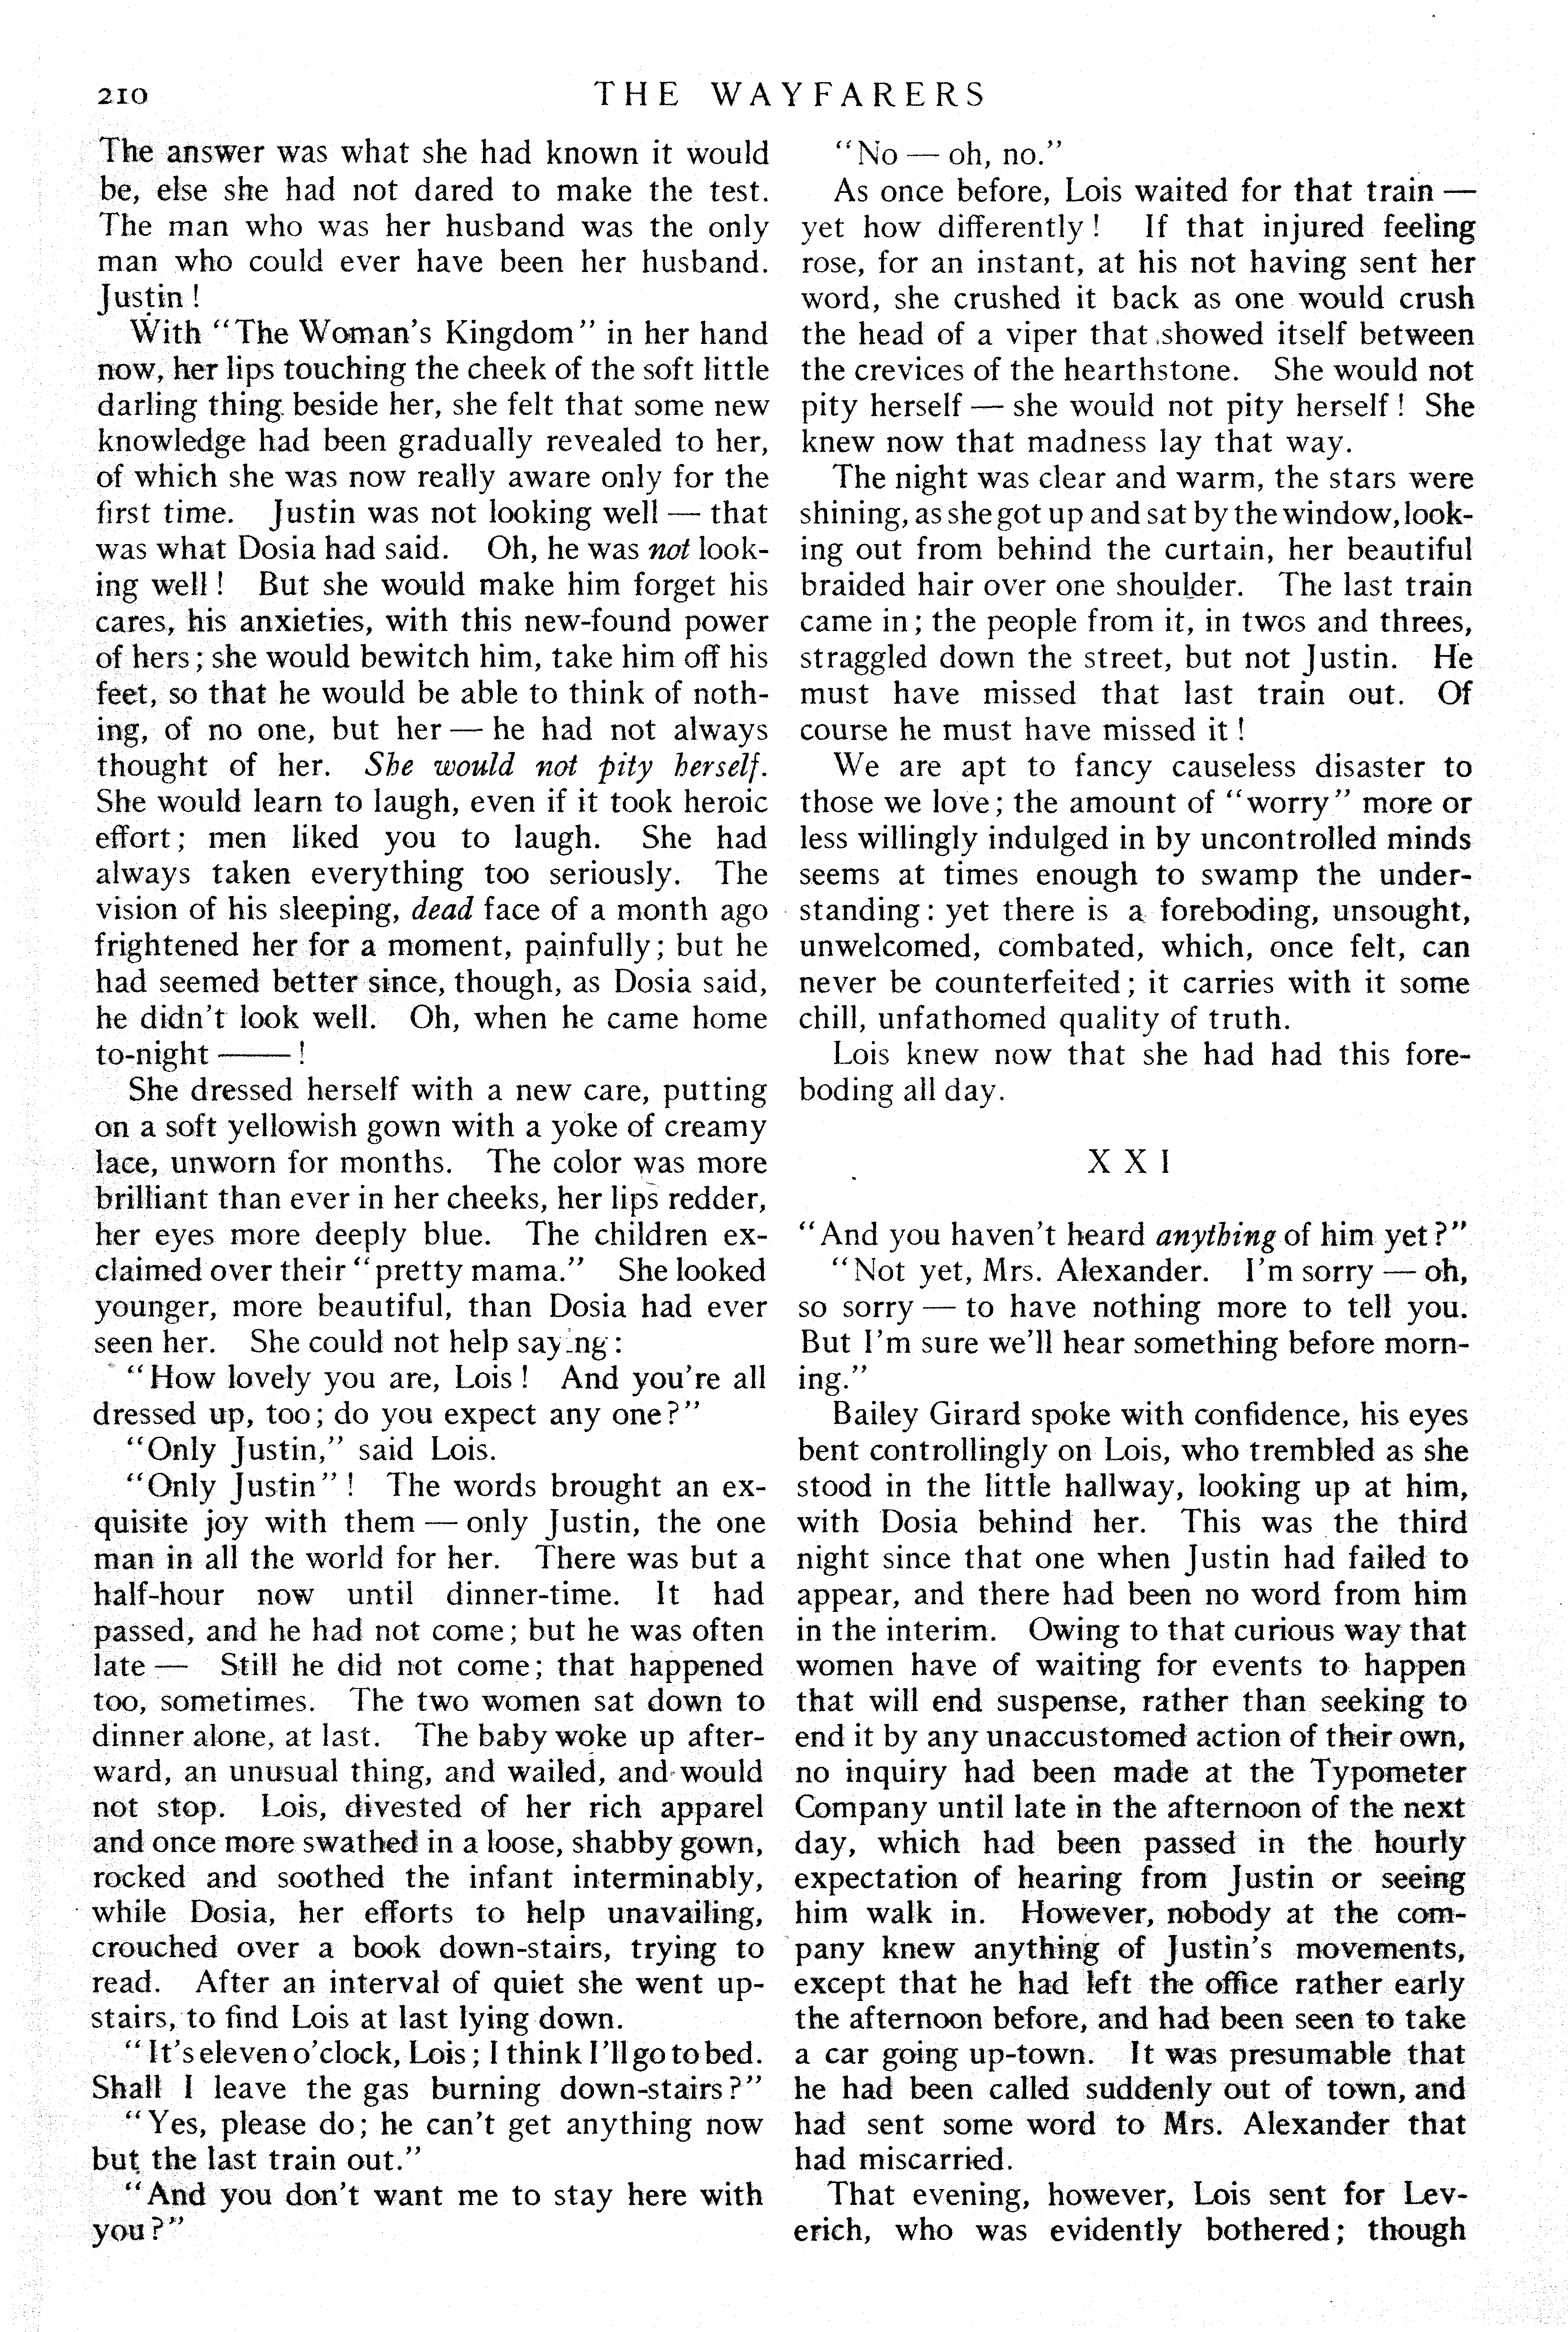 210
THE WAYFARERS
The answer was what she had known it would
be, else she had not dared to make the test.
The man who was her husband was the only
man who could ever have been her husband.
Justin!
With "The Woman's Kingdom" in her hand
now, her lips touching the cheek of the soft little
darling thing beside her, she felt that some new
knowledge had been gradually revealed to her,
of which she was now really aware only for the
first time. Justin was not looking well — that
was what Dosia had said. Oh, he was not look-
ing well! But she would make him forget his
cares, his anxieties, with this new-found power
of hers; she would bewitch him, take him off his
feet, so that he would be able to think of noth-
ing, of no one, but her — he had not always
thought of her. She would not pity herself.
She would learn to laugh, even if it took heroic
effort; men liked you to laugh. She had
always taken everything too seriously. The
vision of his sleeping, dead face of a month ago
frightened her for a moment, painfully; but he
had seemed better since, though, as Dosia said,
he didn't look well. Oh, when he came home
to-night ——!
She dressed herself with a new care, putting
on a soft yellowish gown with a yoke of creamy
lace, unworn for months. The color was more
brilliant than ever in her cheeks, her lips redder,
her eyes more deeply blue. The children ex-
claimed over their "pretty mama." She looked
younger, more beautiful, than Dosia had ever
seen her. She could not help saying:
"How lovely you are, Lois! And you're all
dressed up, too; do you expect any one?"
"Only Justin," said Lois.
"Only Justin"! The words brought an ex-
quisite joy with them — only Justin, the one
man in all the world for her. There was but a
half-hour now until dinner-time. It had
passed, and he had not come; but he was often
late — Still he did not come; that happened
too, sometimes. The two women sat down to
dinner alone, at last. The baby woke up after-
ward, an unusual thing, and wailed, and would
not stop. Lois, divested of her rich apparel
and once more swathed in a loose, shabby gown,
rocked and soothed the infant interminably,
while Dosia, her efforts to help unavailing,
crouched over a book down-stairs, trying to
read. After an interval of quiet she went up-
stairs, to find Lois at last lying down.
"It's eleven o'clock, Lois; I think I'll go to bed.
Shall I leave the gas burning down-stairs?"
"Yes, please do; he can't get anything now
but the last train out."
"And you don't want me to stay here with
you?"
"No — oh, no."
As once before, Lois waited for that train —
yet how differently! If that injured feeling
rose, for an instant, at his not having sent her
word, she crushed it back as one would crush
the head of a viper that showed itself between
the crevices of the hearthstone. She would not
pity herself — she would not pity herself! She
knew now that madness lay that way.
The night was clear and warm, the stars were
shining, as she got up and sat by the window, look-
ing out from behind the curtain, her beautiful
braided hair over one shoulder. The last train
came in; the people from it, in twos and threes,
straggled down the street, but not Justin. He
must have missed that last train out. Of
course he must have missed it!
We are apt to fancy causeless disaster to
those we love; the amount of "worry" more or
less willingly indulged in by uncontrolled minds
seems at times enough to swamp the under-
standing: yet there is a foreboding, unsought,
unwelcomed, combated, which, once felt, can
never be counterfeited; it carries with it some
chill, unfathomed quality of truth.
Lois knew now that she had had this fore-
boding all day.
XXI
"And you haven't heard anything of him yet?"
"Not yet, Mrs. Alexander. I'm sorry — oh,
so sorry — to have nothing more to tell you.
But I'm sure we'll hear something before morn-
ing."
Bailey Girard spoke with confidence, his eyes
bent controllingly on Lois, who trembled as she
stood in the little hallway, looking up at him,
with Dosia behind her. This was the third
night since that one when Justin had failed to
appear, and there had been no word from him
in the interim. Owing to that curious way that
women have of waiting for events to happen
that will end suspense, rather than seeking to
end it by any unaccustomed action of their own,
no inquiry had been made at the Typometer
Company until late in the afternoon of the next
day, which had been passed in the hourly
expectation of hearing from Justin or seeing
him walk in. However, nobody at the com-
pany knew anything of Justin's movements,
except that he had left the office rather early
the afternoon before, and had been seen to take
a car going up-town. It was presumable that
he had been called suddenly out of town, and
had sent some word to Mrs. Alexander that
had miscarried.
That evening, however, Lois sent for Lev-
erich, who was evidently bothered; though